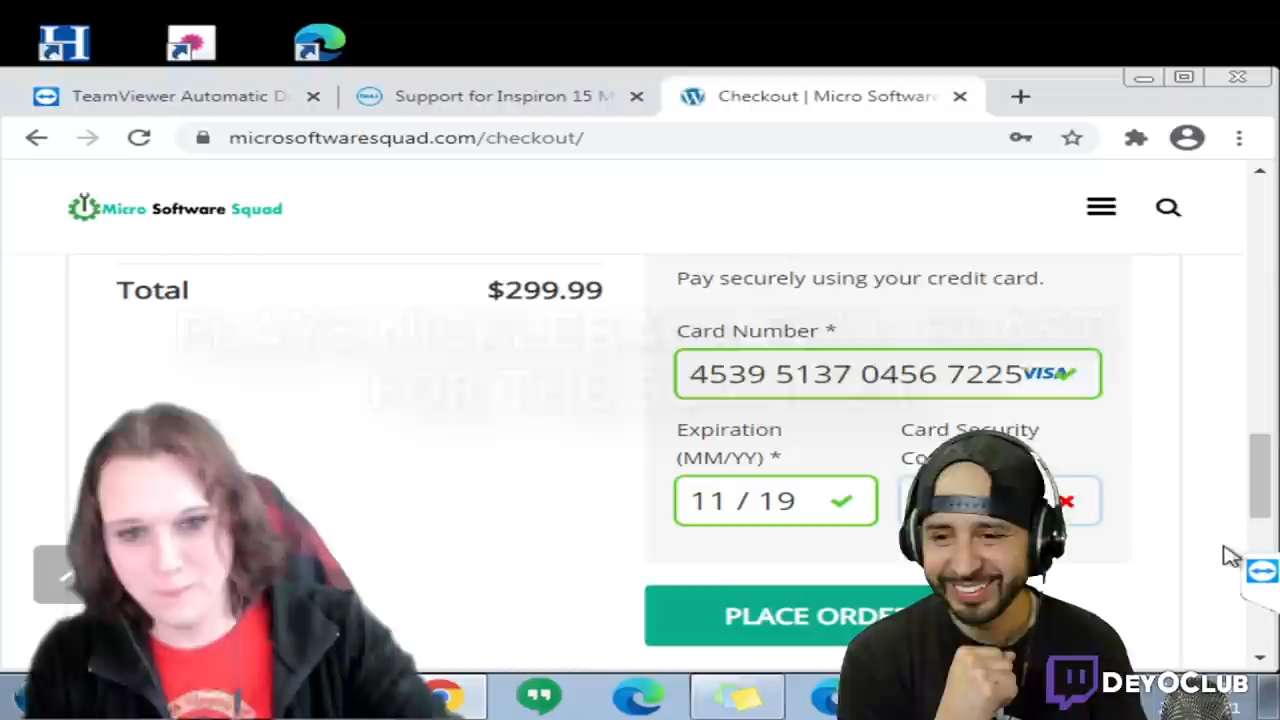 TeamViewer Automatic D
Support for Inspiron 15 M
Checkout | Micro Software
microsoftwaresquad.com/checkout/
Micro Software Squad
Pay securely using your credit card.
Total $299.99
Card Number *
4539 5137 0456 7225 VISA
Expiration
(MM/YY) *
Card Security
Co
11 / 19
PLACE ORDE
DEYOCLUB